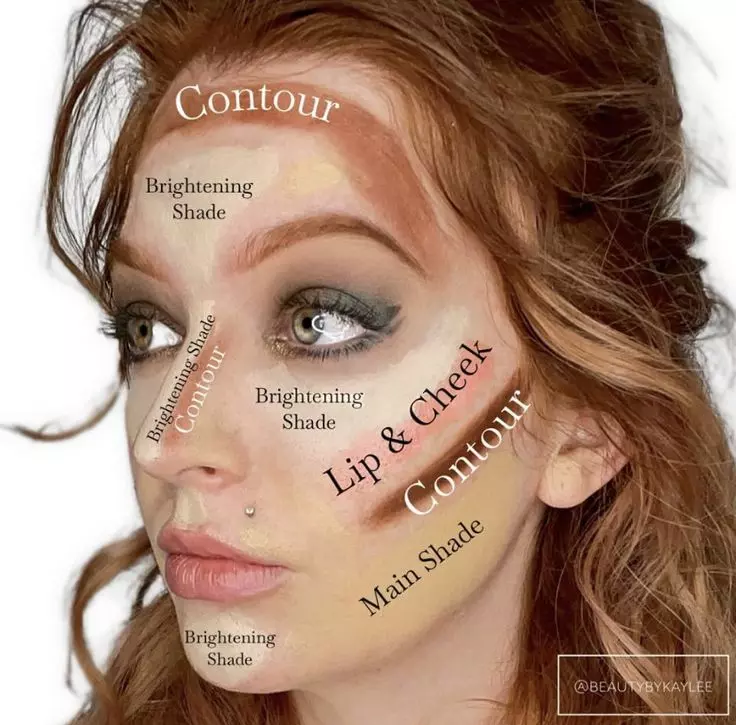 Contour
Brightening
Shade
Brightening Shade
Contour
Brightening
Shade
Lip & Cheek
Contour
Main Shade
Brightening
Shade
@BEAUTYBYKAYLEE